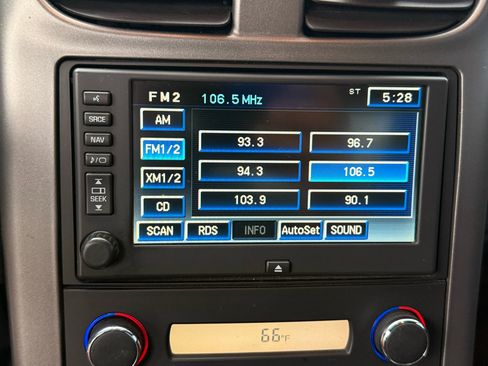 FM2 106.5 MHz ST 5:28
AM
93.3 96.7
FM1/2
94.3 106.5
XM1/2
103.9 90.1
CD
SCAN RDS INFO AutoSet SOUND
SRCE
NAV
SEEK
66°F